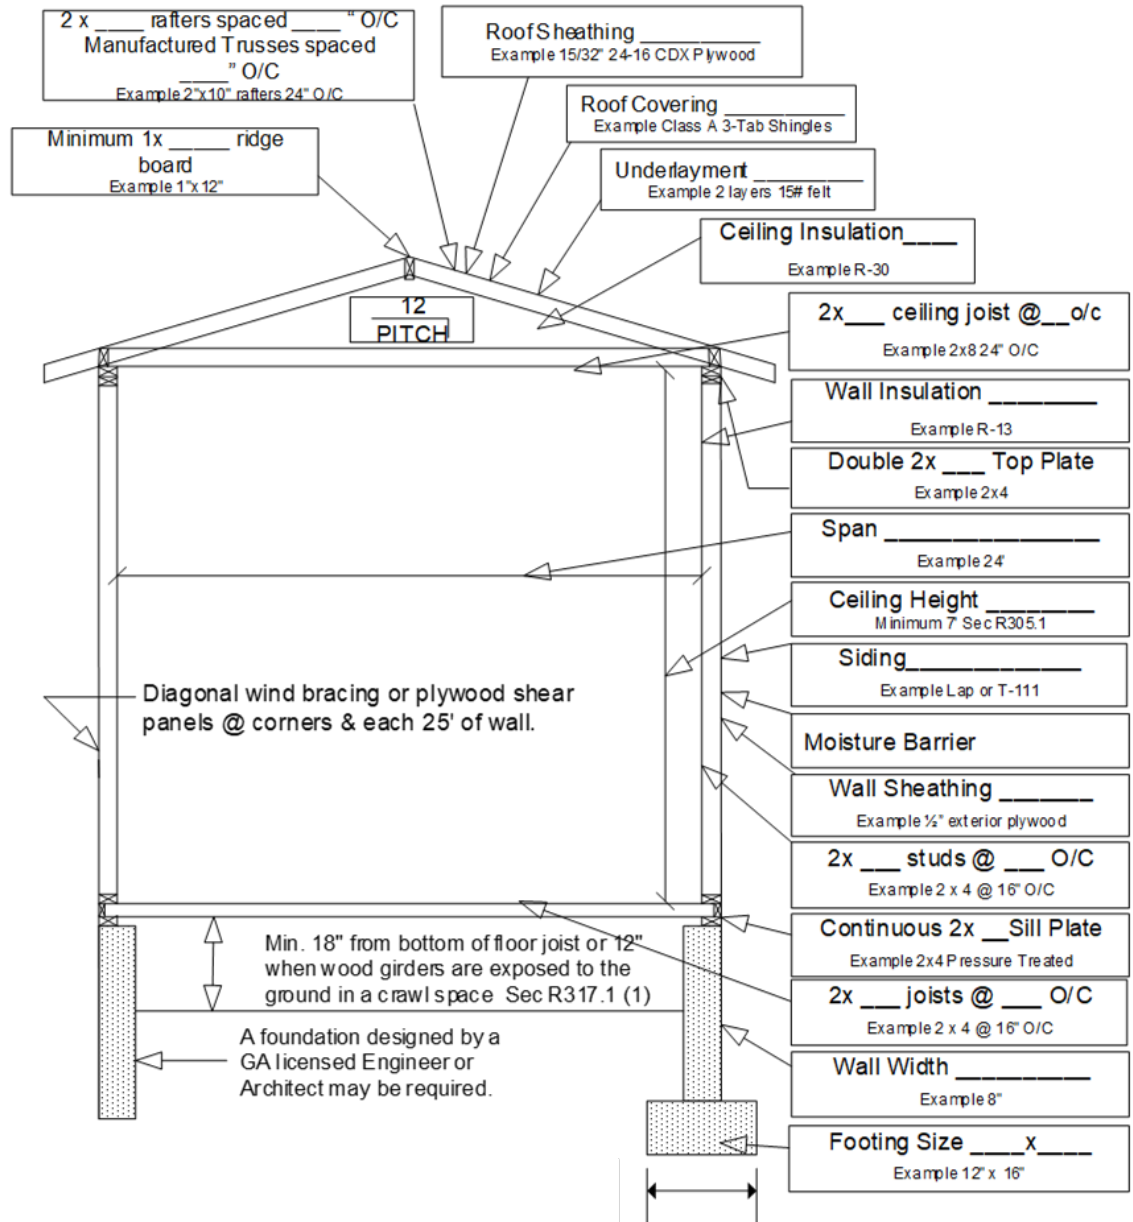 2 x ____ rafters spaced ____ “ O/C
Manufactured Trusses spaced
____” O/C
Example 2"x10" rafters 24" O/C
Roof Sheathing __________
Example 15/32" 24-16 CDX Plywood
Roof Covering __________
Example Class A 3-Tab Shingles
Minimum 1x _____ ridge
board
Example 1"x12"
Underlayment _________
Example 2 layers 15# felt
Ceiling Insulation____
Example R-30
12
PITCH
2x___ ceiling joist @__o/c
Example 2x8 24" O/C
Wall Insulation ________
Example R-13
Double 2x ___ Top Plate
Example 2x4
Span ________________
Example 24'
Ceiling Height ________
Minimum 7' Sec R305.1
Siding_____________
Example Lap or T-111
Diagonal wind bracing or plywood shear
panels @ corners & each 25' of wall.
Moisture Barrier
Wall Sheathing _______
Example ½" exterior plywood
2x ___ studs @ ___ O/C
Example 2 x 4 @ 16" O/C
Continuous 2x __Sill Plate
Example 2x4 Pressure Treated
Min. 18" from bottom of floor joist or 12"
when wood girders are exposed to the
ground in a crawl space Sec R317.1 (1)
2x ___ joists @ ___ O/C
Example 2 x 4 @ 16" O/C
A foundation designed by a
GA licensed Engineer or
Architect may be required.
Wall Width __________
Example 8"
Footing Size ____x____
Example 12" x 16"